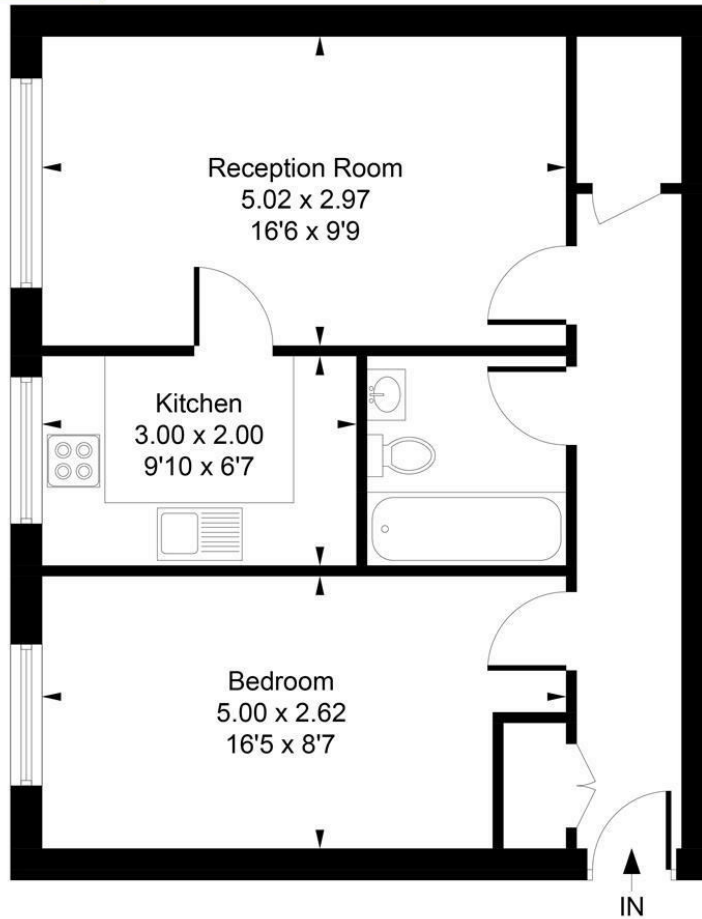 Reception Room
5.02 x 2.97
16'6 x 9'9
Kitchen
3.00 x 2.00
9'10 x 6'7
Bedroom
5.00 x 2.62
16'5 x 8'7
IN